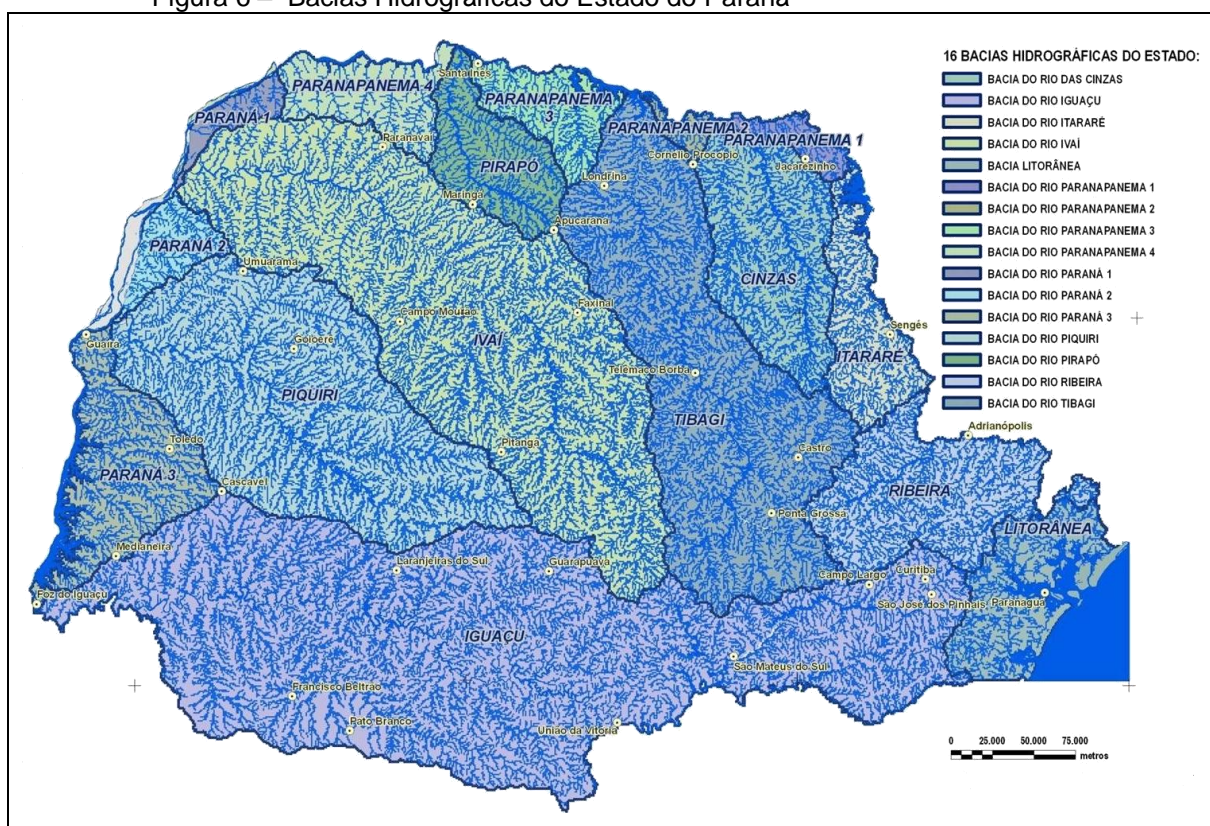 Figura 6 – Bacias Hidrográficas do Estado do Paraná
16 BACIAS HIDROGRÁFICAS DO ESTADO:
BACIA DO RIO DAS CINZAS
BACIA DO RIO IGUAÇU
BACIA DO RIO ITARARÉ
BACIA DO RIO IVAÍ
BACIA LITORÂNEA
BACIA DO RIO PARANAPANEMA 1
BACIA DO RIO PARANAPANEMA 2
BACIA DO RIO PARANAPANEMA 3
BACIA DO RIO PARANAPANEMA 4
BACIA DO RIO PARANÁ 1
BACIA DO RIO PARANÁ 2
BACIA DO RIO PARANÁ 3
BACIA DO RIO PIQUIRI
BACIA DO RIO PIRAPÓ
BACIA DO RIO RIBEIRA
BACIA DO RIO TIBAGI
Santa Inês
PARANAPANEMA 4
PARANAPANEMA
3
PARANÁ 1
PARANAPANEMA 2
PARANAPANEMA 1
Paranavaí
Cornelio Procopio
Jacarezinho
PIRAPÓ
Londrina
Maringa
Apucarana
PARANÁ 2
Umuarama
CINZAS
Faxinal
Campo Mourão
Sengés
Guaíra
Goioerê
IVAÍ
ITARARÉ
Telêmaco Borba
PIQUIRI
TIBAGI
Adrianópolis
Toledo
Pitanga
Castro
PARANÁ 3
Cascavel
RIBEIRA
Ponta Grossa
LITORÂNEA
Medianeira
Laranjeiras do Sul
Guarapuava
Campo Largo
Curitiba
Foz do Iguaçu
São José dos Pinhais
Paranaguá
IGUAÇU
São Mateus do Sul
Francisco Beltrao
Pato Branco
União da Vitoria
0 25.000 50.000 75.000
metros